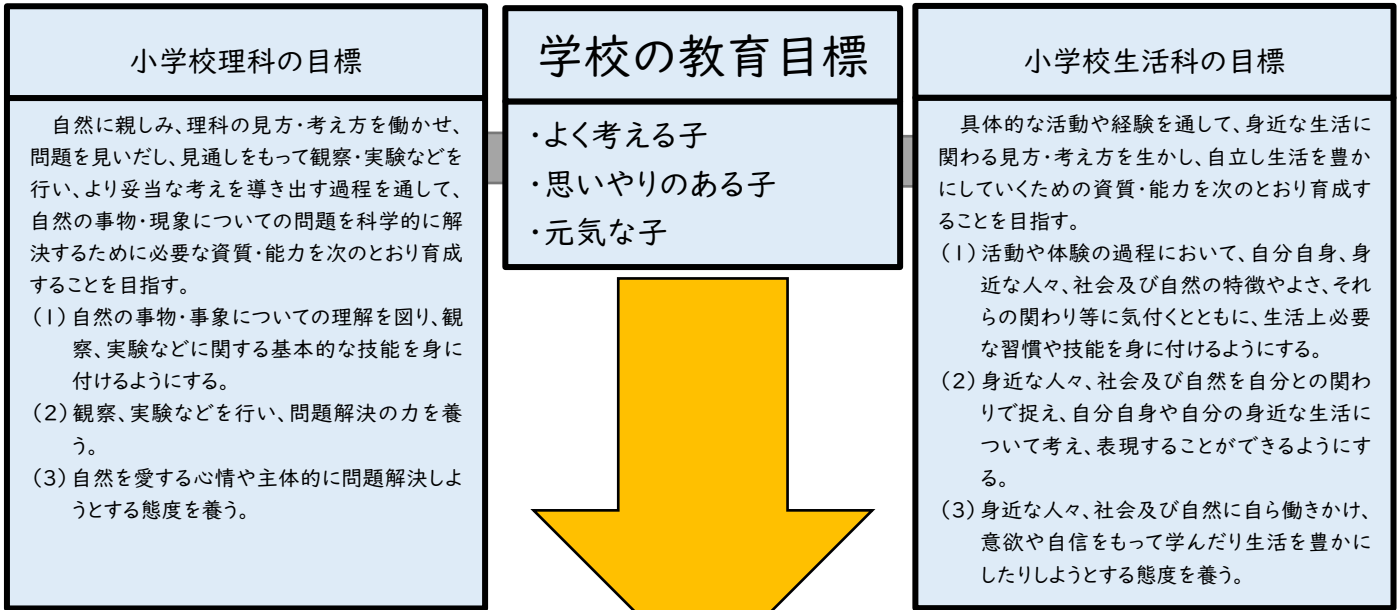 小学校理科の目標
自然に親しみ、理科の見方・考え方を働かせ、
問題を見いだし、見通しをもって観察・実験などを
行い、より妥当な考えを導き出す過程を通して、
自然の事物・現象についての問題を科学的に解
決するために必要な資質・能力を次のとおり育成
することを目指す。
(1)自然の事物・事象についての理解を図り、観
察、実験などに関する基本的な技能を身に
付けるようにする。
(2)観察、実験などを行い、問題解決の力を養
う。
(3)自然を愛する心情や主体的に問題解決しよ
うとする態度を養う。
学校の教育目標
・よく考える子
・思いやりのある子
・元気な子
小学校生活科の目標
具体的な活動や経験を通して、身近な生活に
関わる見方・考え方を生かし、自立し生活を豊か
にしていくための資質・能力を次のとおり育成す
ることを目指す。
(1)活動や体験の過程において、自分自身、身
近な人々、社会及び自然の特徴やよさ、それ
らの関わり等に気付くとともに、生活上必要
な習慣や技能を身に付けるようにする。
(2)身近な人々、社会及び自然を自分との関わ
りで捉え、自分自身や自分の身近な生活に
ついて考え、表現することができるようにす
る。
(3)身近な人々、社会及び自然に自ら働きかけ、
意欲や自信をもって学んだり生活を豊かに
したりしようとする態度を養う。